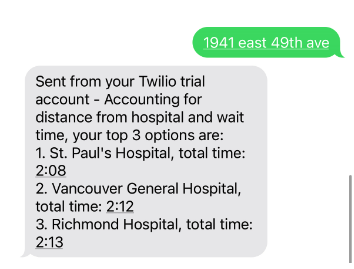 1941 east 49th ave
Sent from your Twilio trial
account - Accounting for
distance from hospital and wait
time, your top 3 options are:
1. St. Paul's Hospital, total time:
2:08
2. Vancouver General Hospital,
total time: 2:12
3. Richmond Hospital, total time:
2:13